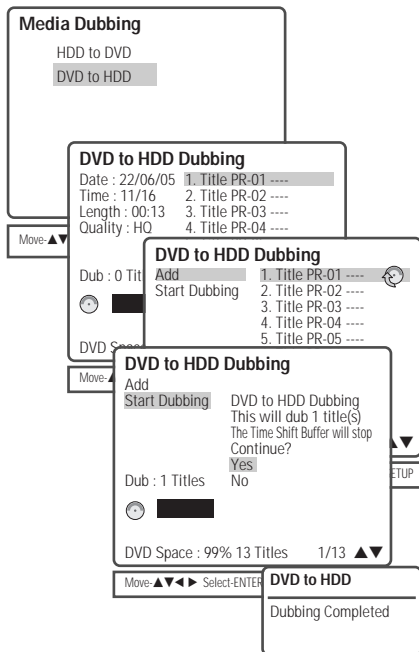 Media Dubbing
HDD to DVD
DVD to HDD
Move-▲▼
DVD to HDD Dubbing
Date : 22/06/05 1. Title PR-01 ----
Time : 11/16 2. Title PR-02 ----
Length : 00:13 3. Title PR-03 ----
Quality : HQ 4. Title PR-04 ----
Dub : 0
DVD
Move-
DVD to HDD Dubbing
Add 1. Title PR-01 ----
Start Dubbing 2. Title PR-02 ----
3. Title PR-03 ----
4. Title PR-04 ----
5. Title PR-05 ----
▲▼
ETUP
DVD to HDD Dubbing
Add
Start Dubbing DVD to HDD Dubbing
This will dub 1 title(s)
The Time Shift Buffer will stop
Continue?
Yes
Dub : 1 Titles No
DVD Space : 99% 13 Titles 1/13 ▲▼
Move-▲▼◀ ▶ Select-ENTER
DVD to HDD
Dubbing Completed